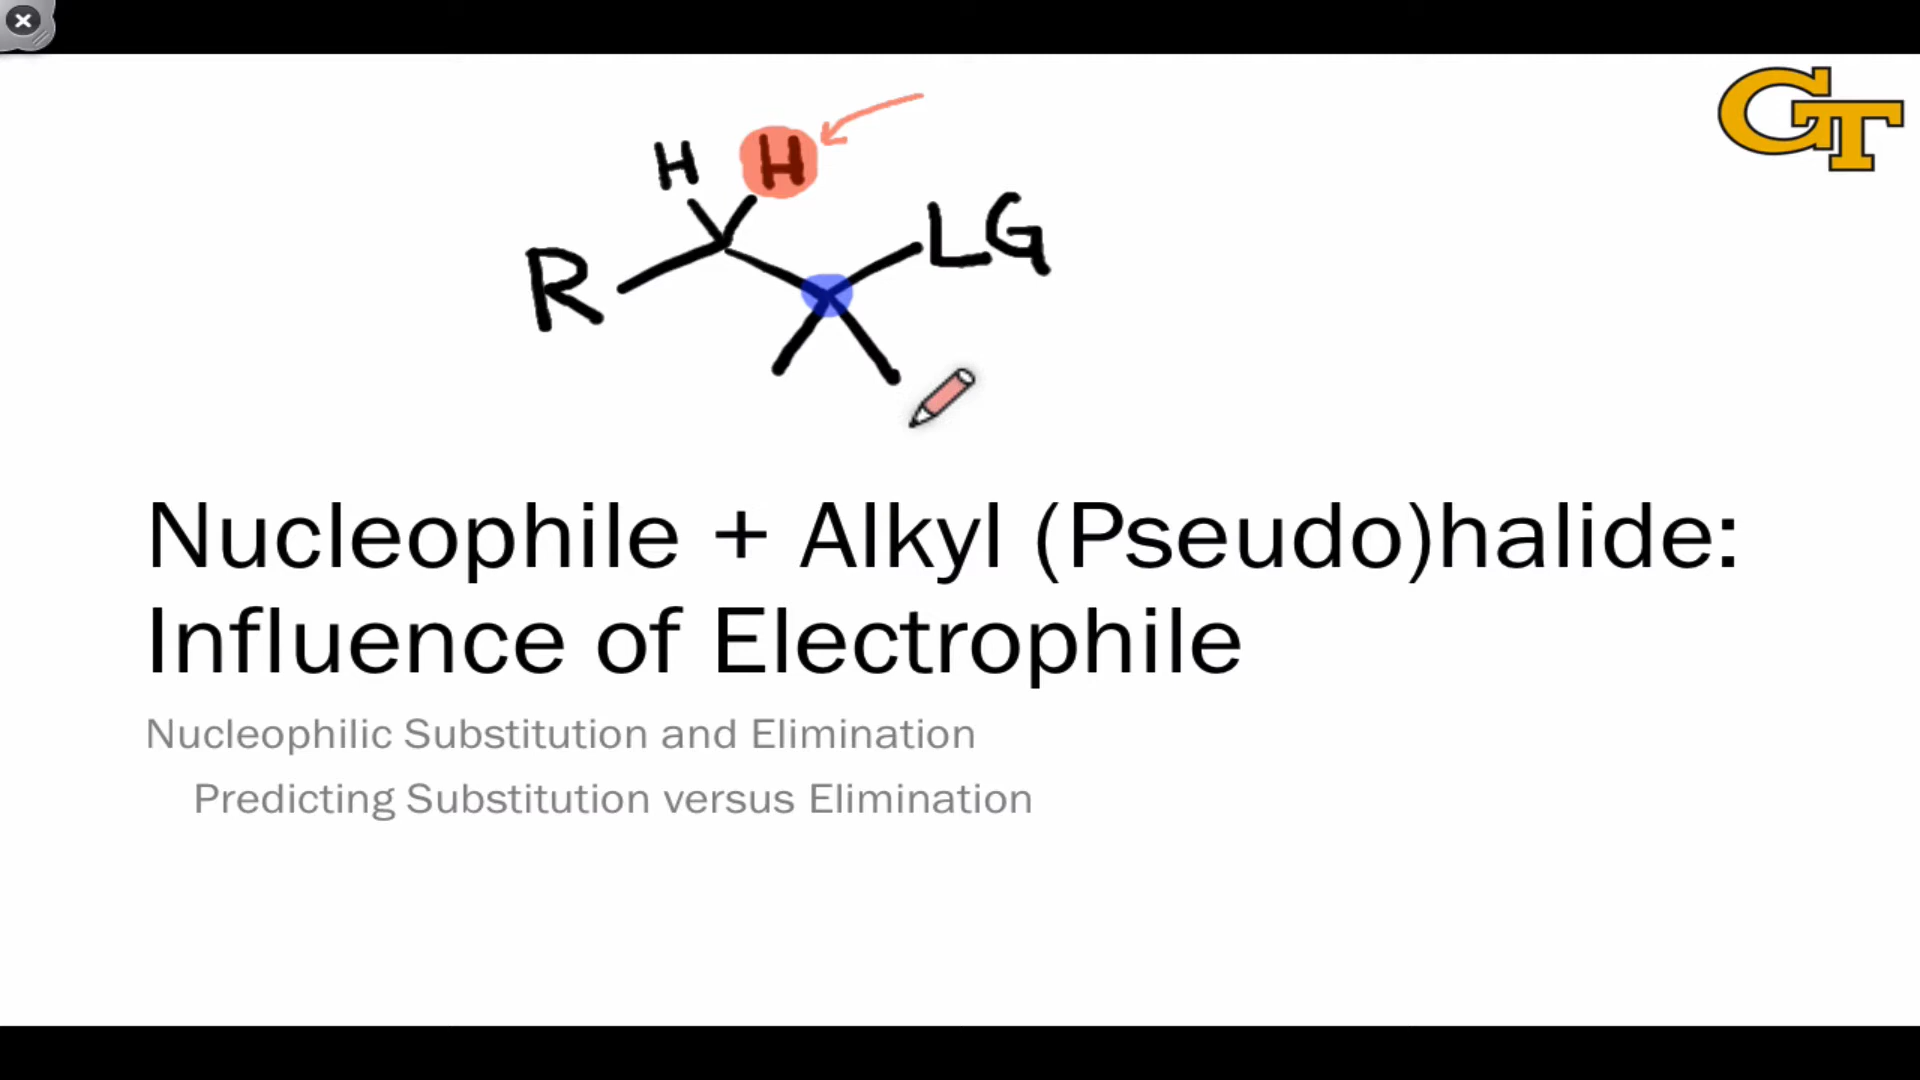 GT
H H
R LG
Nucleophile + Alkyl (Pseudo)halide:
Influence of Electrophile
Nucleophilic Substitution and Elimination
Predicting Substitution versus Elimination